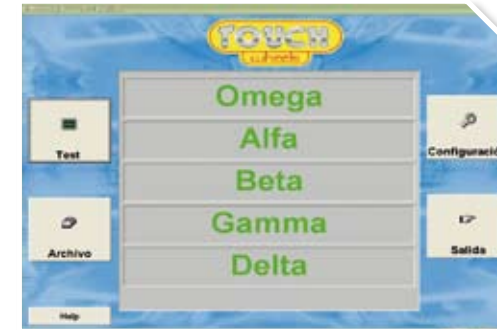 TOUCH
wheels
Omega
Alfa
Beta
Gamma
Delta
Test
Archivo
Help
Configuració
Salida